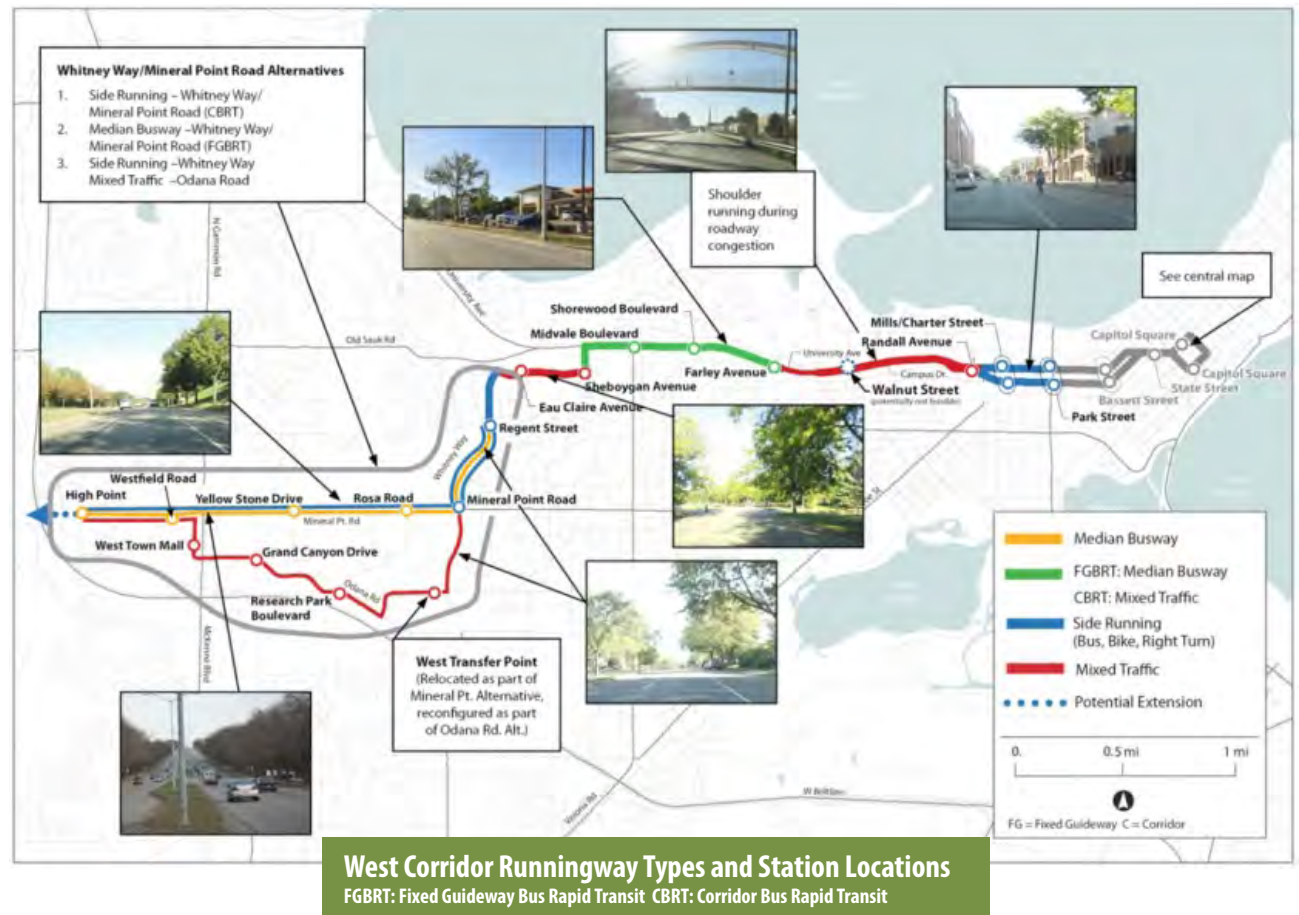 Whitney Way/Mineral Point Road Alternatives
1. Side Running – Whitney Way/
Mineral Point Road (CBRT)
2. Median Busway –Whitney Way/
Mineral Point Road (FGBRT)
3. Side Running –Whitney Way
Mixed Traffic –Odana Road
Shoulder
running during
roadway
congestion
See central map
N Gammon Rd
University Ave
Old Sauk Rd
Shorewood Boulevard
Midvale Boulevard
Mills/Charter Street
Randall Avenue
Capitol Square
University Ave
Farley Avenue
Campus Dr.
Capitol Square
Sheboygan Avenue
Walnut Street
(potentially not feasible)
State Street
Bassett Street
Eau Claire Avenue
Park Street
Regent Street
Whitney Way
Westfield Road
High Point
Yellow Stone Drive
Rosa Road
Mineral Point Road
Mineral Pt. Rd
West Town Mall
Grand Canyon Drive
Odana Rd
Research Park
Boulevard
McKenna Blvd
West Transfer Point
(Relocated as part of
Mineral Pt. Alternative,
reconfigured as part
of Odana Rd. Alt.)
Verona Rd
W Beltline
Median Busway
FGBRT: Median Busway
CBRT: Mixed Traffic
Side Running
(Bus, Bike, Right Turn)
Mixed Traffic
Potential Extension
0. 0.5 mi 1 mi
FG = Fixed Guideway C = Corridor
West Corridor Runningway Types and Station Locations
FGBRT: Fixed Guideway Bus Rapid Transit CBRT: Corridor Bus Rapid Transit